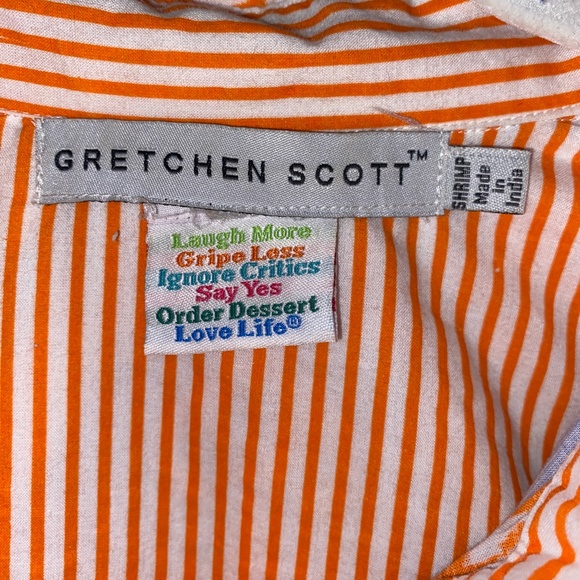 GRETCHEN SCOTT™
SHRIMP
Made
in
India
Laugh More
Gripe Less
Ignore Critics
Say Yes
Order Dessert
Love Life®